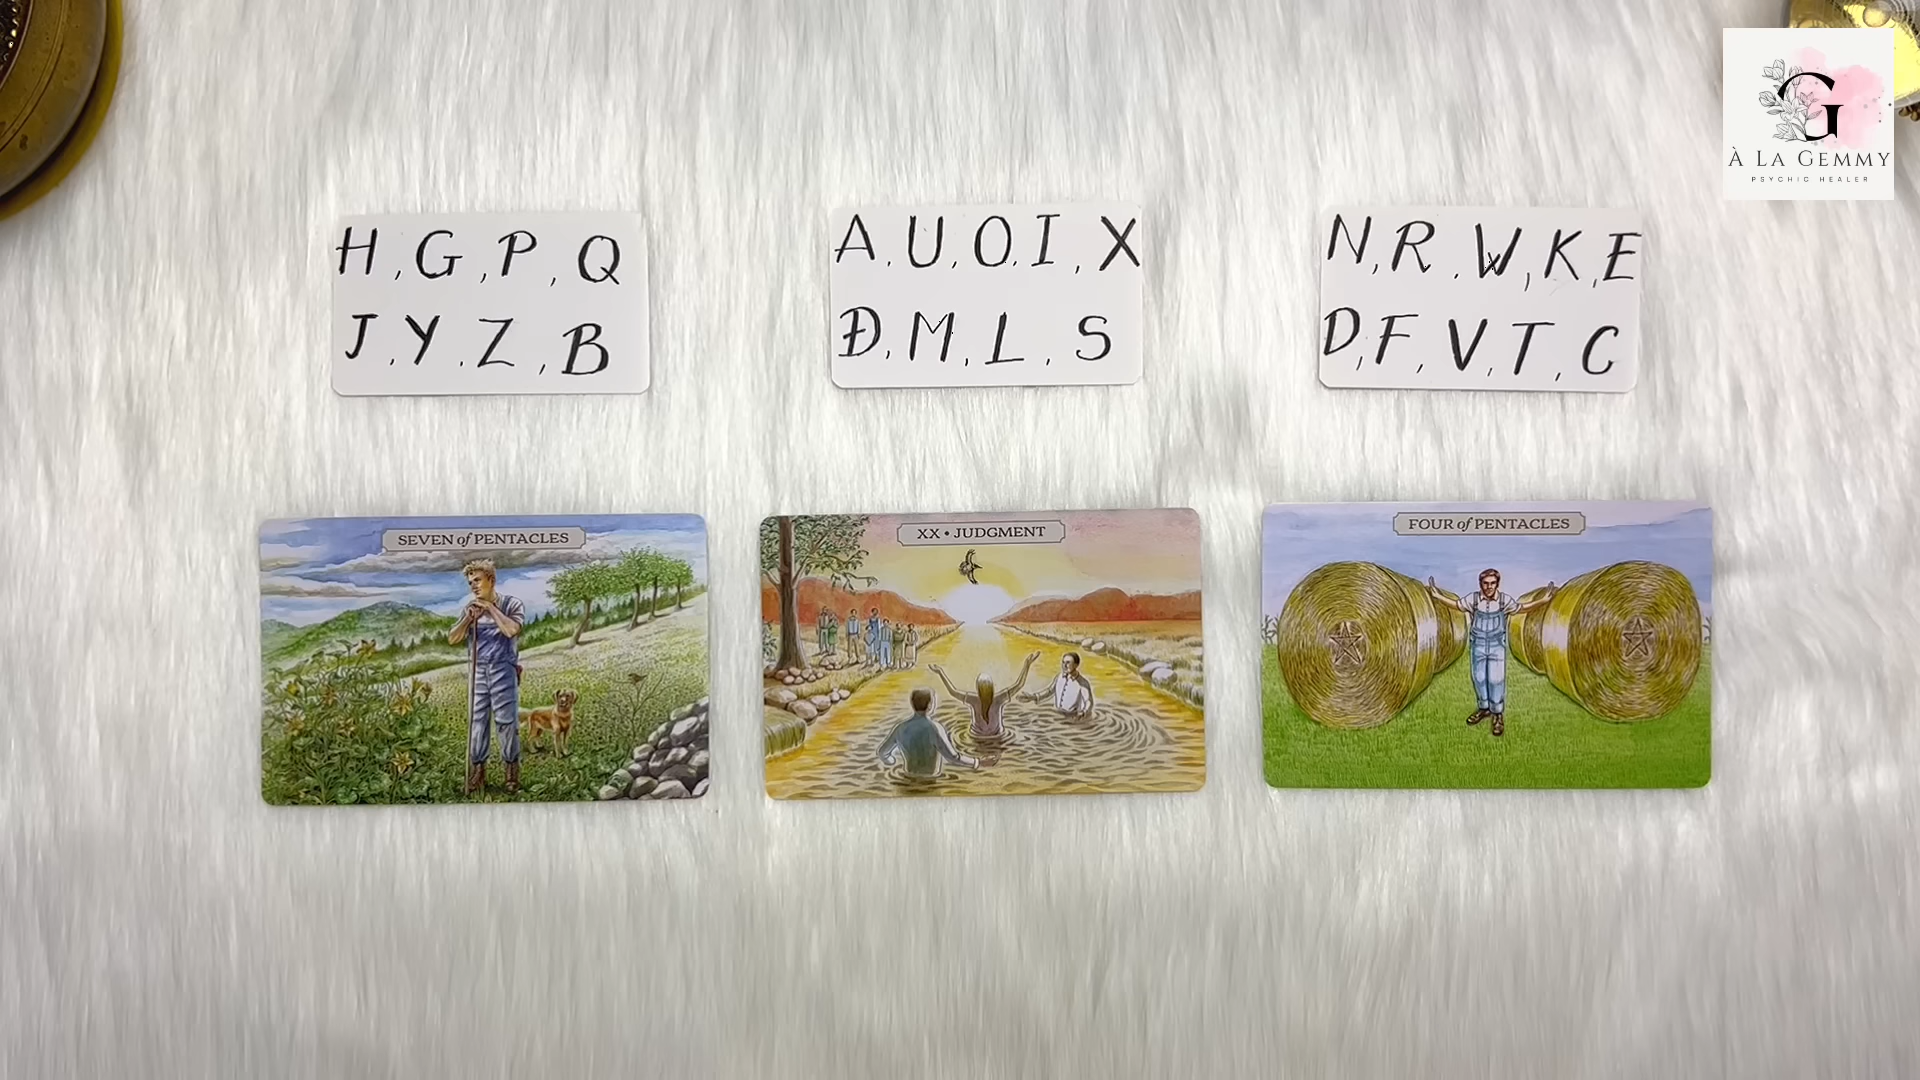 À LA GEMMY
PSYCHIC HEALER
H, G, P, Q
J, Y, Z, B
A, U, O, I, X
Đ, M, L, S
N, R, W, K, E
D, F, V, T, C
SEVEN of PENTACLES
XX • JUDGMENT
FOUR of PENTACLES